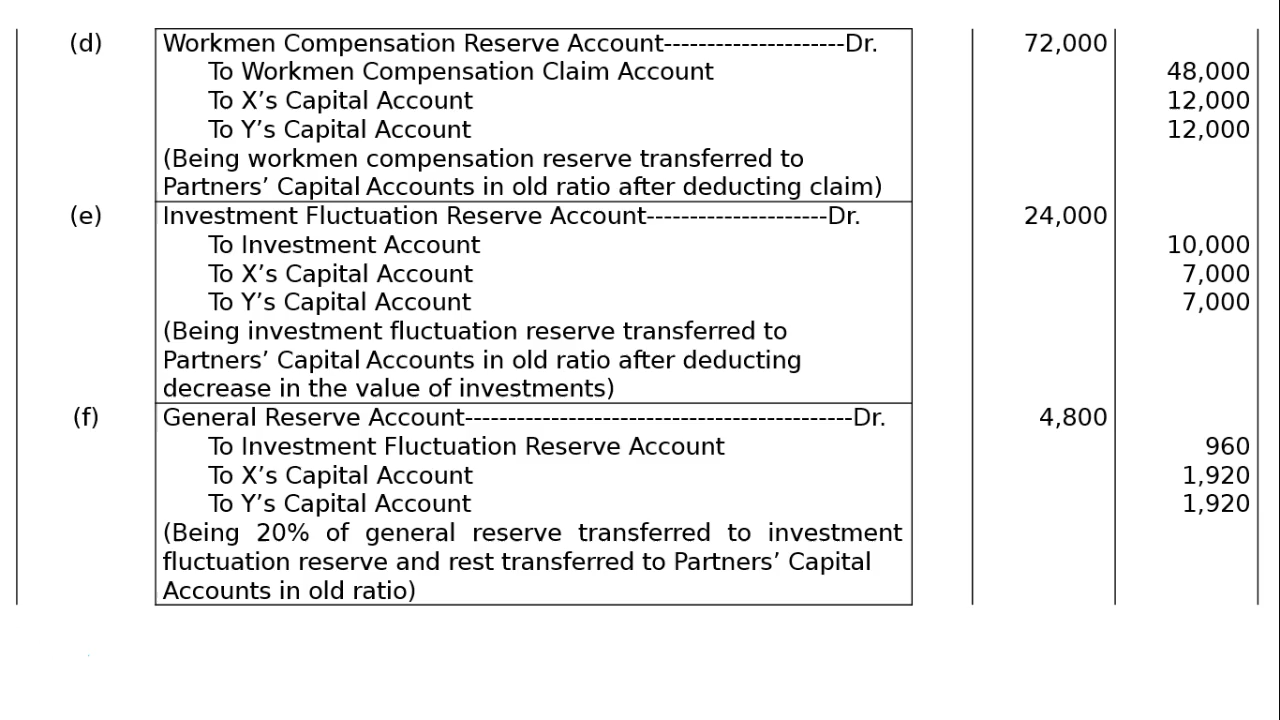 (d) Workmen Compensation Reserve Account---------------------Dr. 72,000
To Workmen Compensation Claim Account 48,000
To X’s Capital Account 12,000
To Y’s Capital Account 12,000
(Being workmen compensation reserve transferred to
Partners’ Capital Accounts in old ratio after deducting claim)
(e) Investment Fluctuation Reserve Account---------------------Dr. 24,000
To Investment Account 10,000
To X’s Capital Account 7,000
To Y’s Capital Account 7,000
(Being investment fluctuation reserve transferred to
Partners’ Capital Accounts in old ratio after deducting
decrease in the value of investments)
(f) General Reserve Account---------------------------------------------Dr. 4,800
To Investment Fluctuation Reserve Account 960
To X’s Capital Account 1,920
To Y’s Capital Account 1,920
(Being 20% of general reserve transferred to investment
fluctuation reserve and rest transferred to Partners’ Capital
Accounts in old ratio)